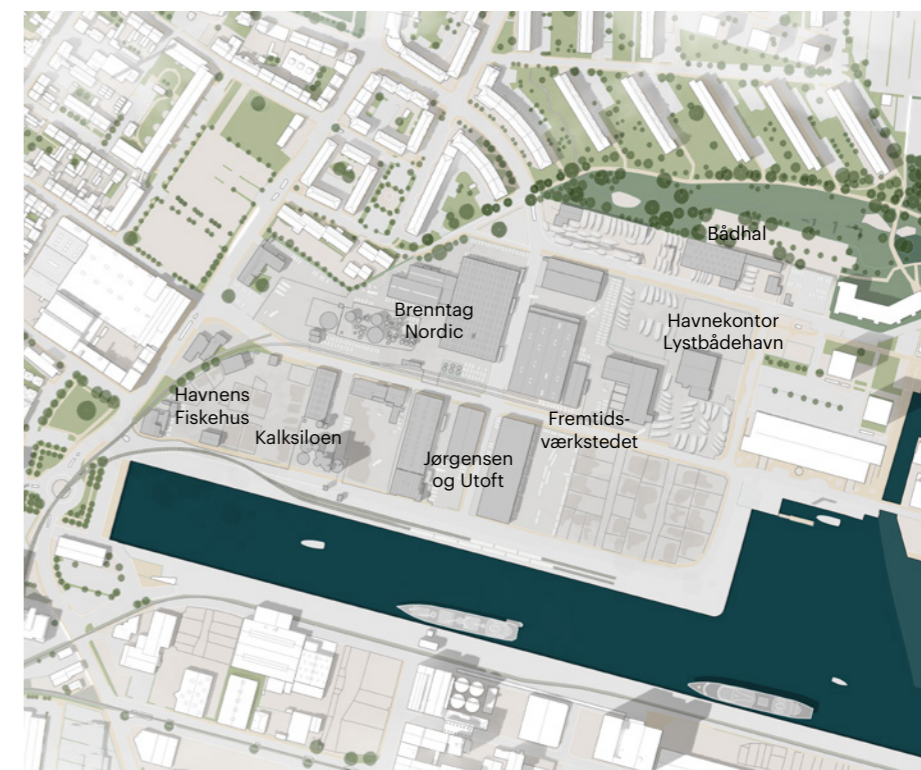 Bådhal
Brenntag
Nordic
Havnekontor
Lystbådehavn
Havnens
Fiskehus
Kalksiloen
Fremtids-
værkstedet
Jørgensen
og Utoft